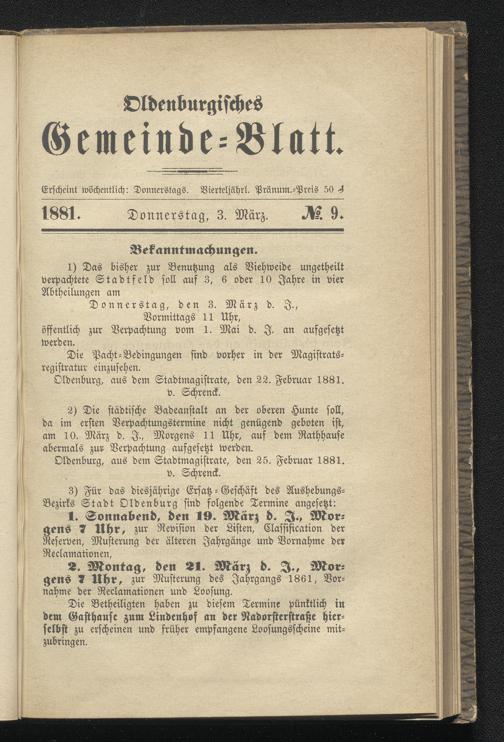 Oldenburgisches
Gemeinde=Blatt.
Erscheint wöchentlich: Donnerstags. Vierteljährl. Pränum.=Preis 50 ₰
1881. Donnerstag, 3. März. № 9.
Bekanntmachungen.
1) Das bisher zur Benutzung als Viehweide ungetheilt
verpachtete Stadtfeld soll auf 3, 6 oder 10 Jahre in vier
Abtheilungen am
Donnerstag, den 3. März d. J.,
Vormittags 11 Uhr,
öffentlich zur Verpachtung vom 1. Mai d. J. an aufgesetzt
werden.
Die Pacht=Bedingungen sind vorher in der Magistrats=
registratur einzusehen.
Oldenburg, aus dem Stadtmagistrate, den 22. Februar 1881.
v. Schrenck.
2) Die städtische Badeanstalt an der oberen Hunte soll,
da im ersten Verpachtungstermine nicht genügend geboten ist,
am 10. März d. J., Morgens 11 Uhr, auf dem Rathhause
abermals zur Verpachtung aufgesetzt werden.
Oldenburg, aus dem Stadtmagistrate, den 25. Februar 1881.
v. Schrenck.
3) Für das diesjährige Ersatz=Geschäft des Aushebungs=
Bezirks Stadt Oldenburg sind folgende Termine angesetzt:
1. Sonnabend, den 19. März d. J., Mor=
gens 7 Uhr, zur Revision der Listen, Classification der
Reserven, Musterung der älteren Jahrgänge und Vornahme der
Reclamationen,
2. Montag, den 21. März d. J., Mor=
gens 7 Uhr, zur Musterung des Jahrgangs 1861, Vor=
nahme der Reclamationen und Loosung.
Die Betheiligten haben zu diesem Termine pünktlich in
dem Gasthause zum Lindenhof an der Nadorsterstraße hier=
selbst zu erscheinen und früher empfangene Loosungsscheine mit=
zubringen.